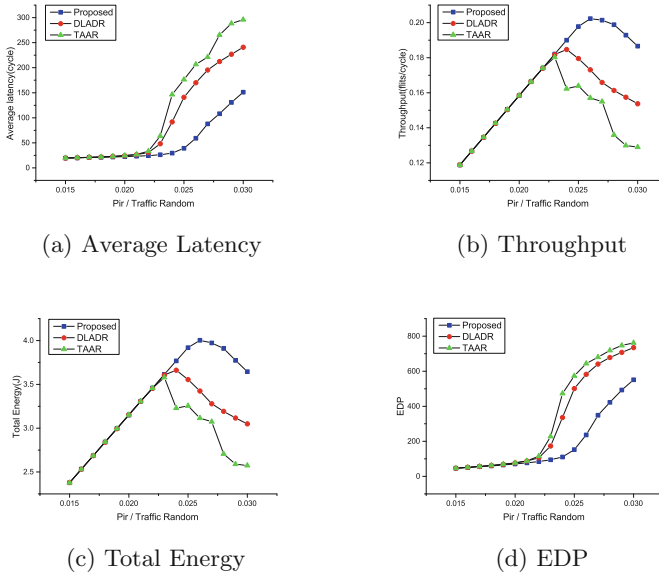 Proposed
DLADR
TAAR
300
250
200
150
100
50
0
Average latency(cycle)
0.015 0.020 0.025 0.030
Pir / Traffic Random
(a) Average Latency
Proposed
DLADR
TAAR
0.20
0.18
0.16
0.14
0.12
Throughput(flits/cycle)
0.015 0.020 0.025 0.030
Pir / Traffic Random
(b) Throughput
Proposed
DLADR
TAAR
4.0
3.5
3.0
2.5
Total Energy(J)
0.015 0.020 0.025 0.030
Pir / Traffic Random
(c) Total Energy
Proposed
DLADR
TAAR
800
600
400
200
0
EDP
0.015 0.020 0.025 0.030
Pir / Traffic Random
(d) EDP